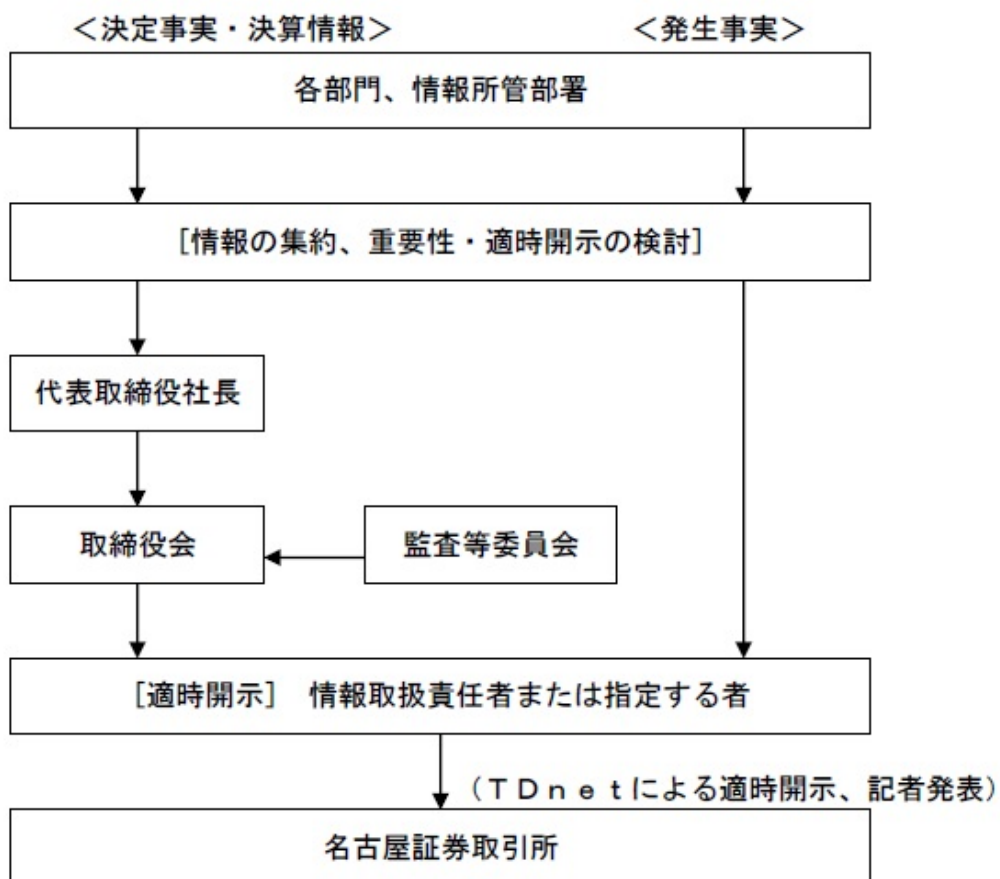 ＜決定事実・決算情報＞
＜発生事実＞
各部門、情報所管部署
[情報の集約、重要性・適時開示の検討]
代表取締役社長
取締役会
監査等委員会
[適時開示]　情報取扱責任者または指定する者
（ＴＤｎｅｔによる適時開示、記者発表）
名古屋証券取引所